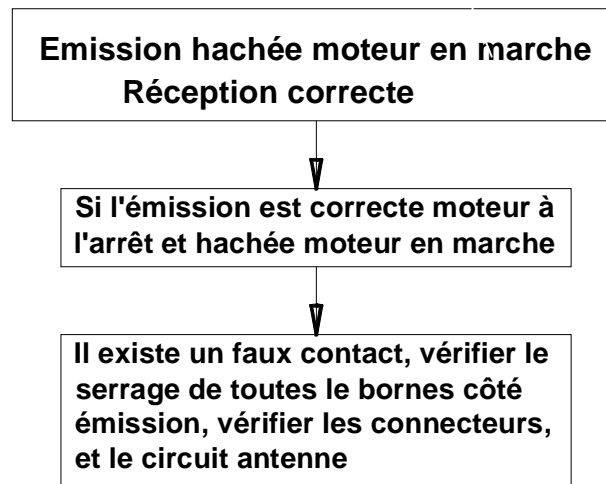 Emission hachée moteur en marche
Réception correcte
Si l'émission est correcte moteur à
l'arrêt et hachée moteur en marche
Il existe un faux contact, vérifier le
serrage de toutes le bornes côté
émission, vérifier les connecteurs,
et le circuit antenne